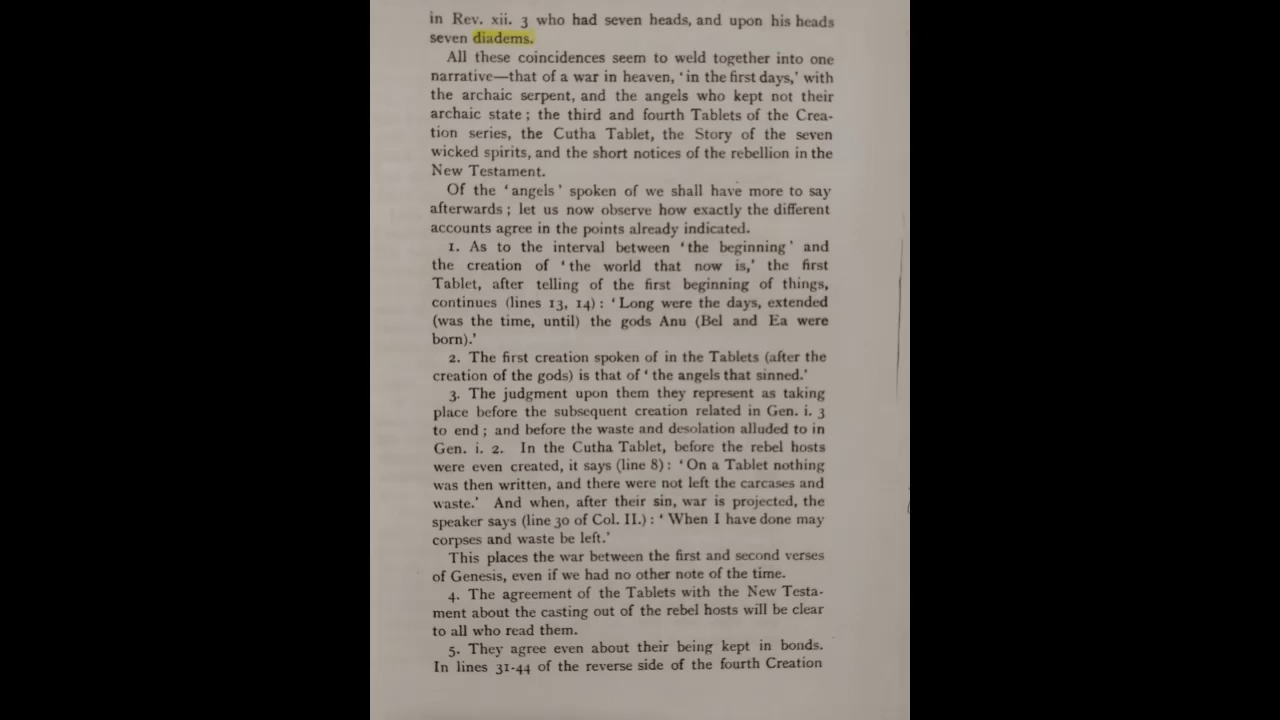 in Rev. xii. 3 who had seven heads, and upon his heads
seven diadems.
All these coincidences seem to weld together into one
narrative—that of a war in heaven, ‘in the first days,’ with
the archaic serpent, and the angels who kept not their
archaic state; the third and fourth Tablets of the Crea-
tion series, the Cutha Tablet, the Story of the seven
wicked spirits, and the short notices of the rebellion in the
New Testament.
Of the ‘angels’ spoken of we shall have more to say
afterwards; let us now observe how exactly the different
accounts agree in the points already indicated.
1. As to the interval between ‘the beginning’ and
the creation of ‘the world that now is,’ the first
Tablet, after telling of the first beginning of things,
continues (lines 13, 14): ‘Long were the days, extended
(was the time, until) the gods Anu (Bel and Ea were
born).’
2. The first creation spoken of in the Tablets (after the
creation of the gods) is that of ‘the angels that sinned.’
3. The judgment upon them they represent as taking
place before the subsequent creation related in Gen. i. 3
to end; and before the waste and desolation alluded to in
Gen. i. 2. In the Cutha Tablet, before the rebel hosts
were even created, it says (line 8): ‘On a Tablet nothing
was then written, and there were not left the carcases and
waste.’ And when, after their sin, war is projected, the
speaker says (line 30 of Col. II.): ‘When I have done may
corpses and waste be left.’
This places the war between the first and second verses
of Genesis, even if we had no other note of the time.
4. The agreement of the Tablets with the New Testa-
ment about the casting out of the rebel hosts will be clear
to all who read them.
5. They agree even about their being kept in bonds.
In lines 31-44 of the reverse side of the fourth Creation